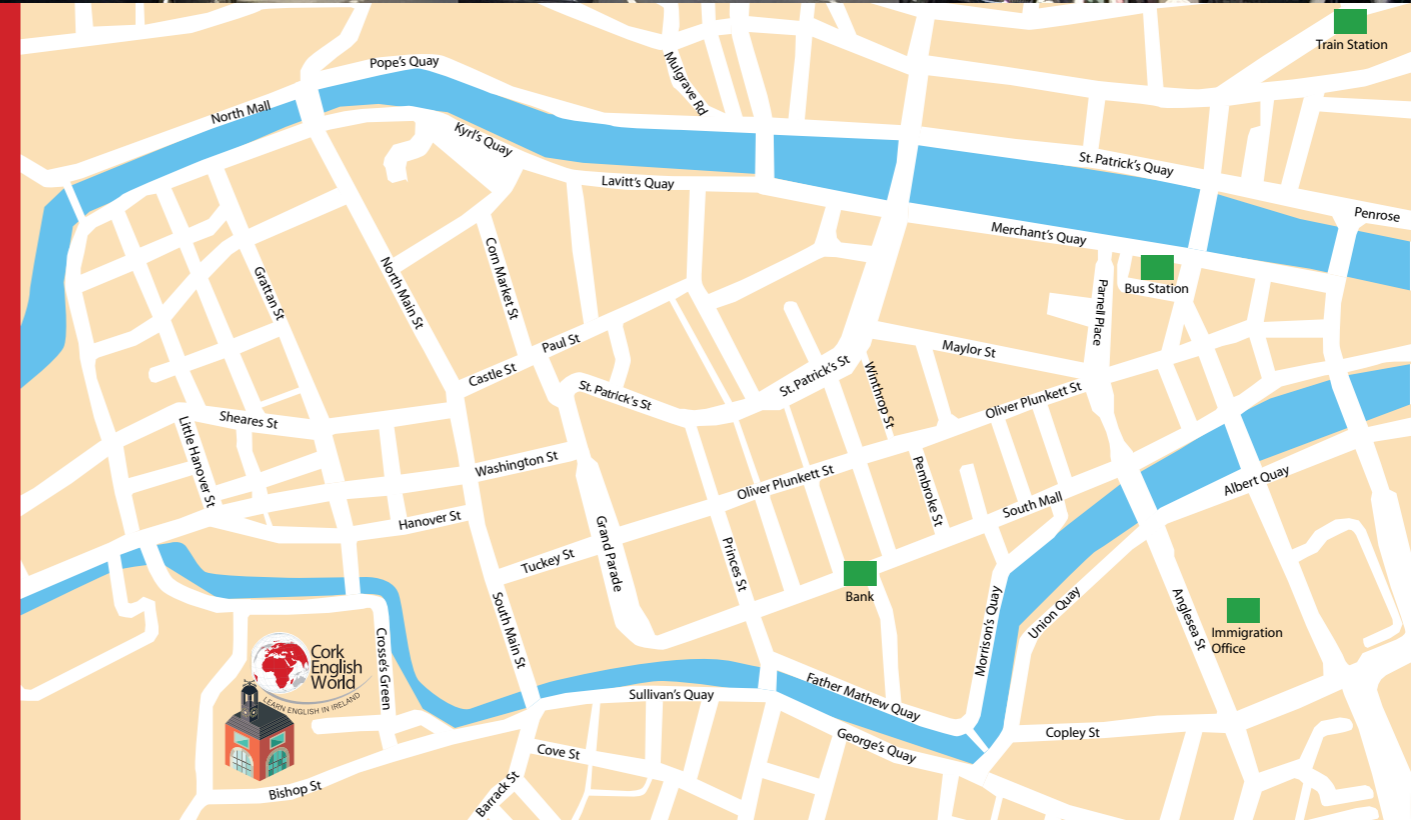 Train Station
Pope's Quay
Mulgrave Rd
North Mall
Kyrl's Quay
St. Patrick's Quay
Lavitt's Quay
Penrose
Merchant's Quay
Bus Station
Parnell Place
Grattan St
North Main St
Corn Market St
Paul St
Castle St
Maylor St
St. Patrick's St
St. Patrick's St
Winthrop St
Oliver Plunkett St
Sheares St
Little Hanover St
Washington St
Oliver Plunkett St
Pembroke St
South Mall
Albert Quay
Hanover St
Grand Parade
Tuckey St
Princes St
Bank
South Main St
Morrison's Quay
Union Quay
Anglesea St
Immigration
Office
Crosse's Green
Cork
English
World
LEARN ENGLISH IN IRELAND
Sullivan's Quay
Father Mathew Quay
George's Quay
Copley St
Cove St
Barrack St
Bishop St